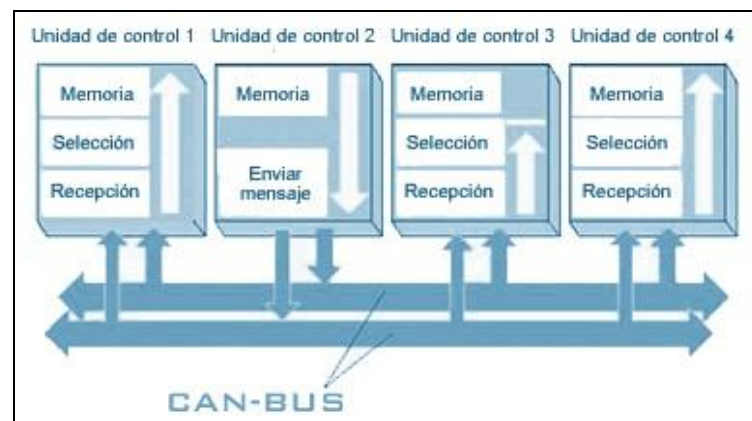 Unidad de control 1
Unidad de control 2
Unidad de control 3
Unidad de control 4
Memoria
Selección
Recepción
Memoria
Enviar
mensaje
Memoria
Selección
Recepción
Memoria
Selección
Recepción
CAN-BUS